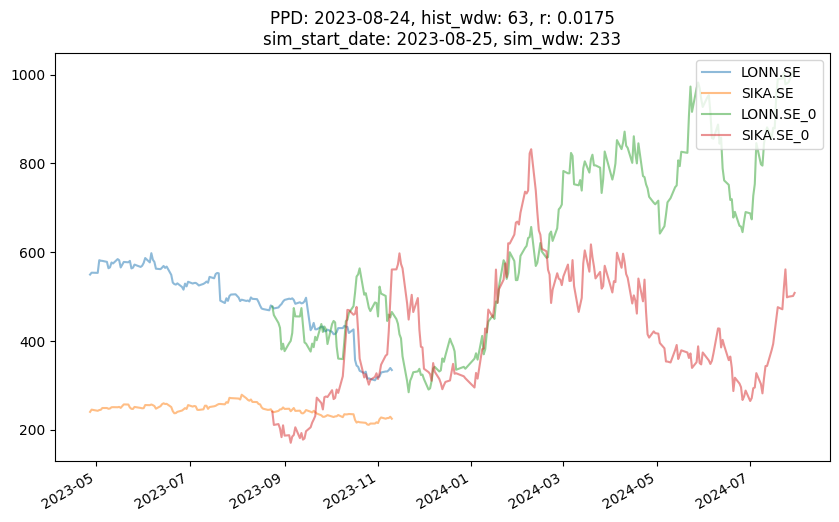 PPD: 2023-08-24, hist_wdw: 63, r: 0.0175
sim_start_date: 2023-08-25, sim_wdw: 233
LONN.SE
SIKA.SE
LONN.SE_0
SIKA.SE_0
1000
800
600
400
200
2023-05
2023-07
2023-09
2023-11
2024-01
2024-03
2024-05
2024-07